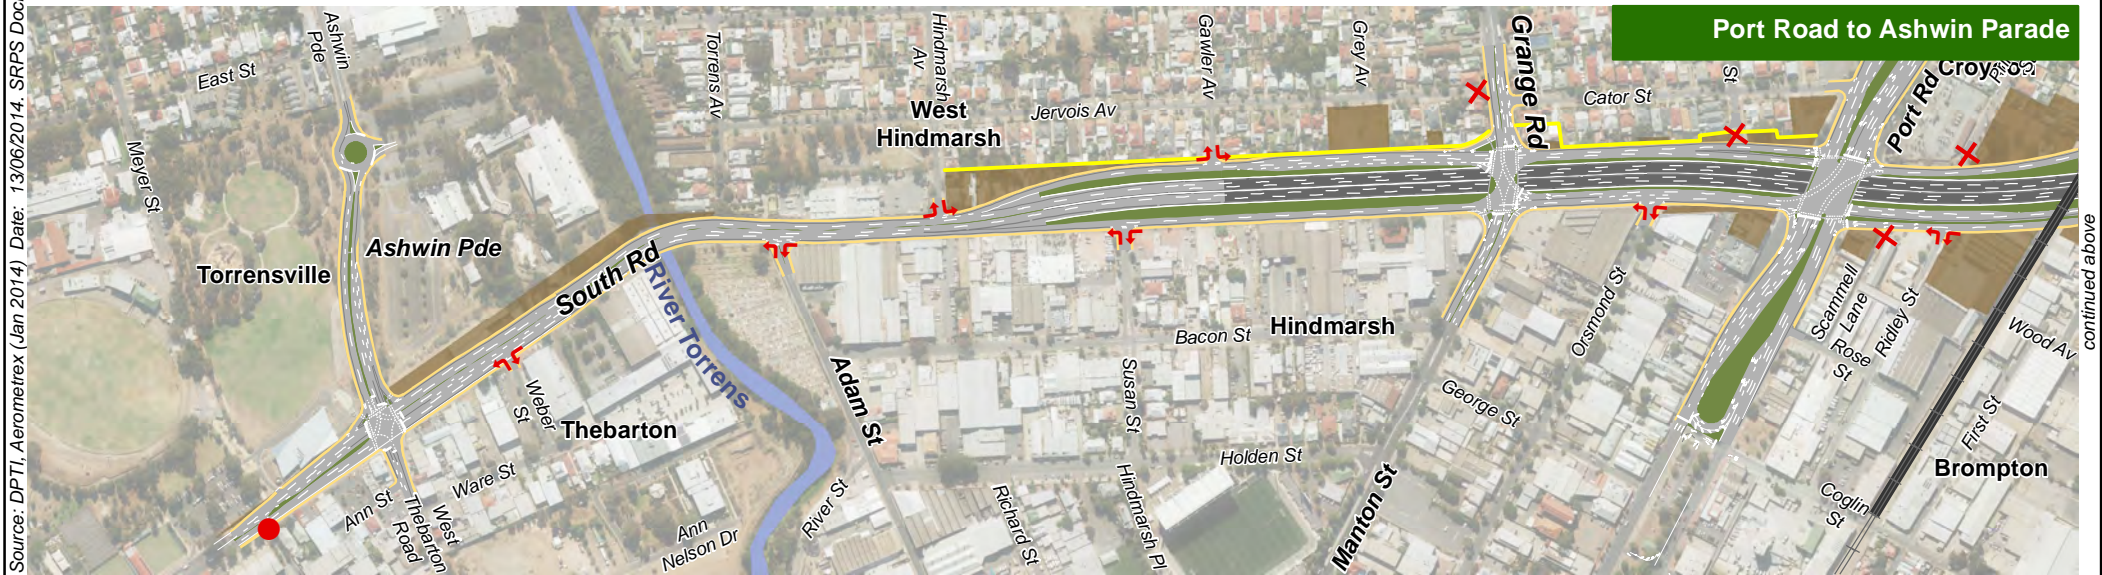 Port Road to Ashwin Parade
Source: DPTI, Aerometrex (Jan 2014) Date: 13/06/2014. SRPS Doc
continued above
Ashwin
Pde
East St
Meyer St
Torrensville
Ashwin Pde
South Rd
River Torrens
Torrens Av
Hindmarsh
Av
West
Hindmarsh
Jervois Av
Gawler Av
Grey Av
Grange Rd
Cator St
St
Port Rd
Weber
St
Thebarton
Ware St
Ann St
West
Thebarton
Road
Ann
Nelson Dr
River St
Adam St
Richard St
Bacon St
Susan St
Hindmarsh Pl
Holden St
Hindmarsh
Manton St
George St
Orsmond St
Scammell
Lane
Rose
St
Ridley St
Wood Av
First St
Brompton
Coglin
St